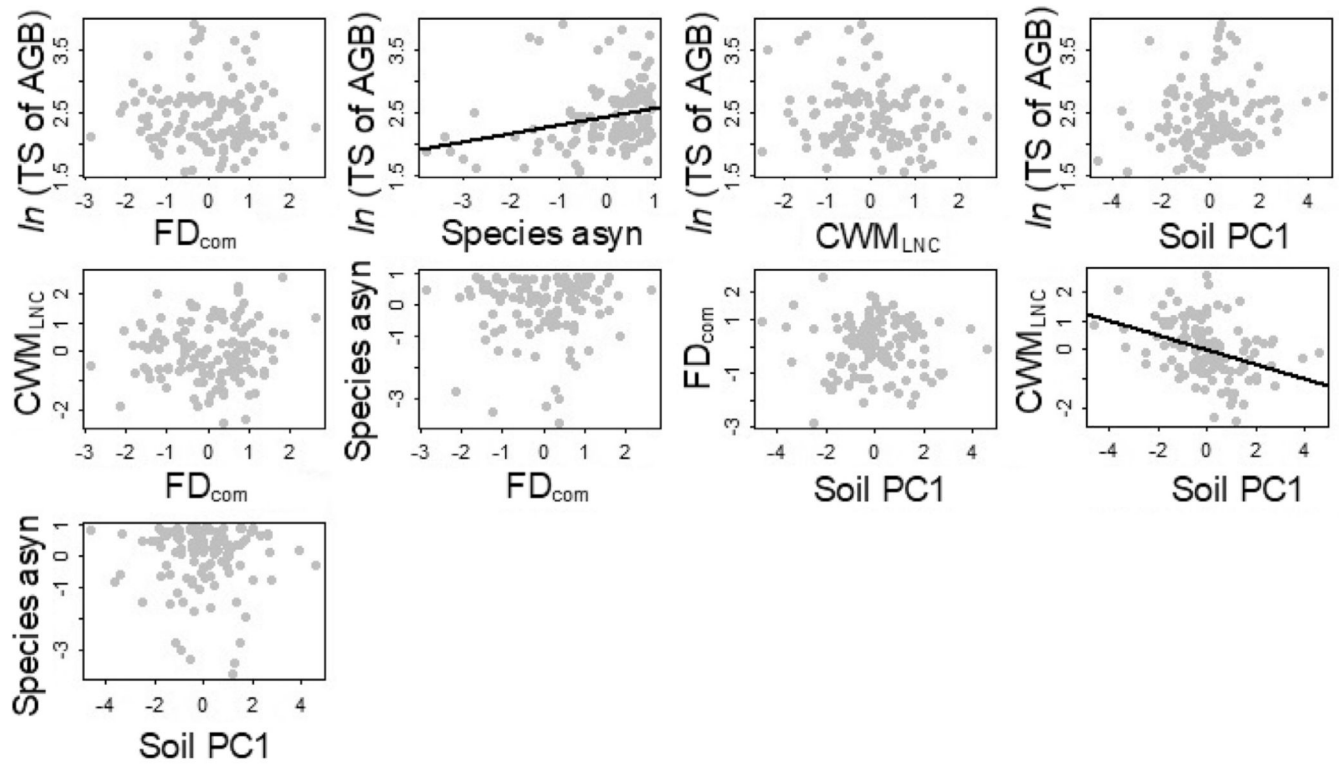 ln (TS of AGB)
3.5
2.5
1.5
-3 -2 -1 0 1 2
FDcom
ln (TS of AGB)
3.5
2.5
1.5
-3 -2 -1 0 1
Species asyn
ln (TS of AGB)
3.5
2.5
1.5
-2 -1 0 1 2
CWMLNC
ln (TS of AGB)
3.5
2.5
1.5
-4 -2 0 2 4
Soil PC1
CWMLNC
2
1
0
-2
-3 -2 -1 0 1 2
FDcom
Species asyn
1
0
-1
-3
-3 -2 -1 0 1 2
FDcom
FDcom
2
1
-1
-3
-4 -2 0 2 4
Soil PC1
CWMLNC
2
1
0
-2
-4 -2 0 2 4
Soil PC1
Species asyn
1
0
-1
-3
-4 -2 0 2 4
Soil PC1